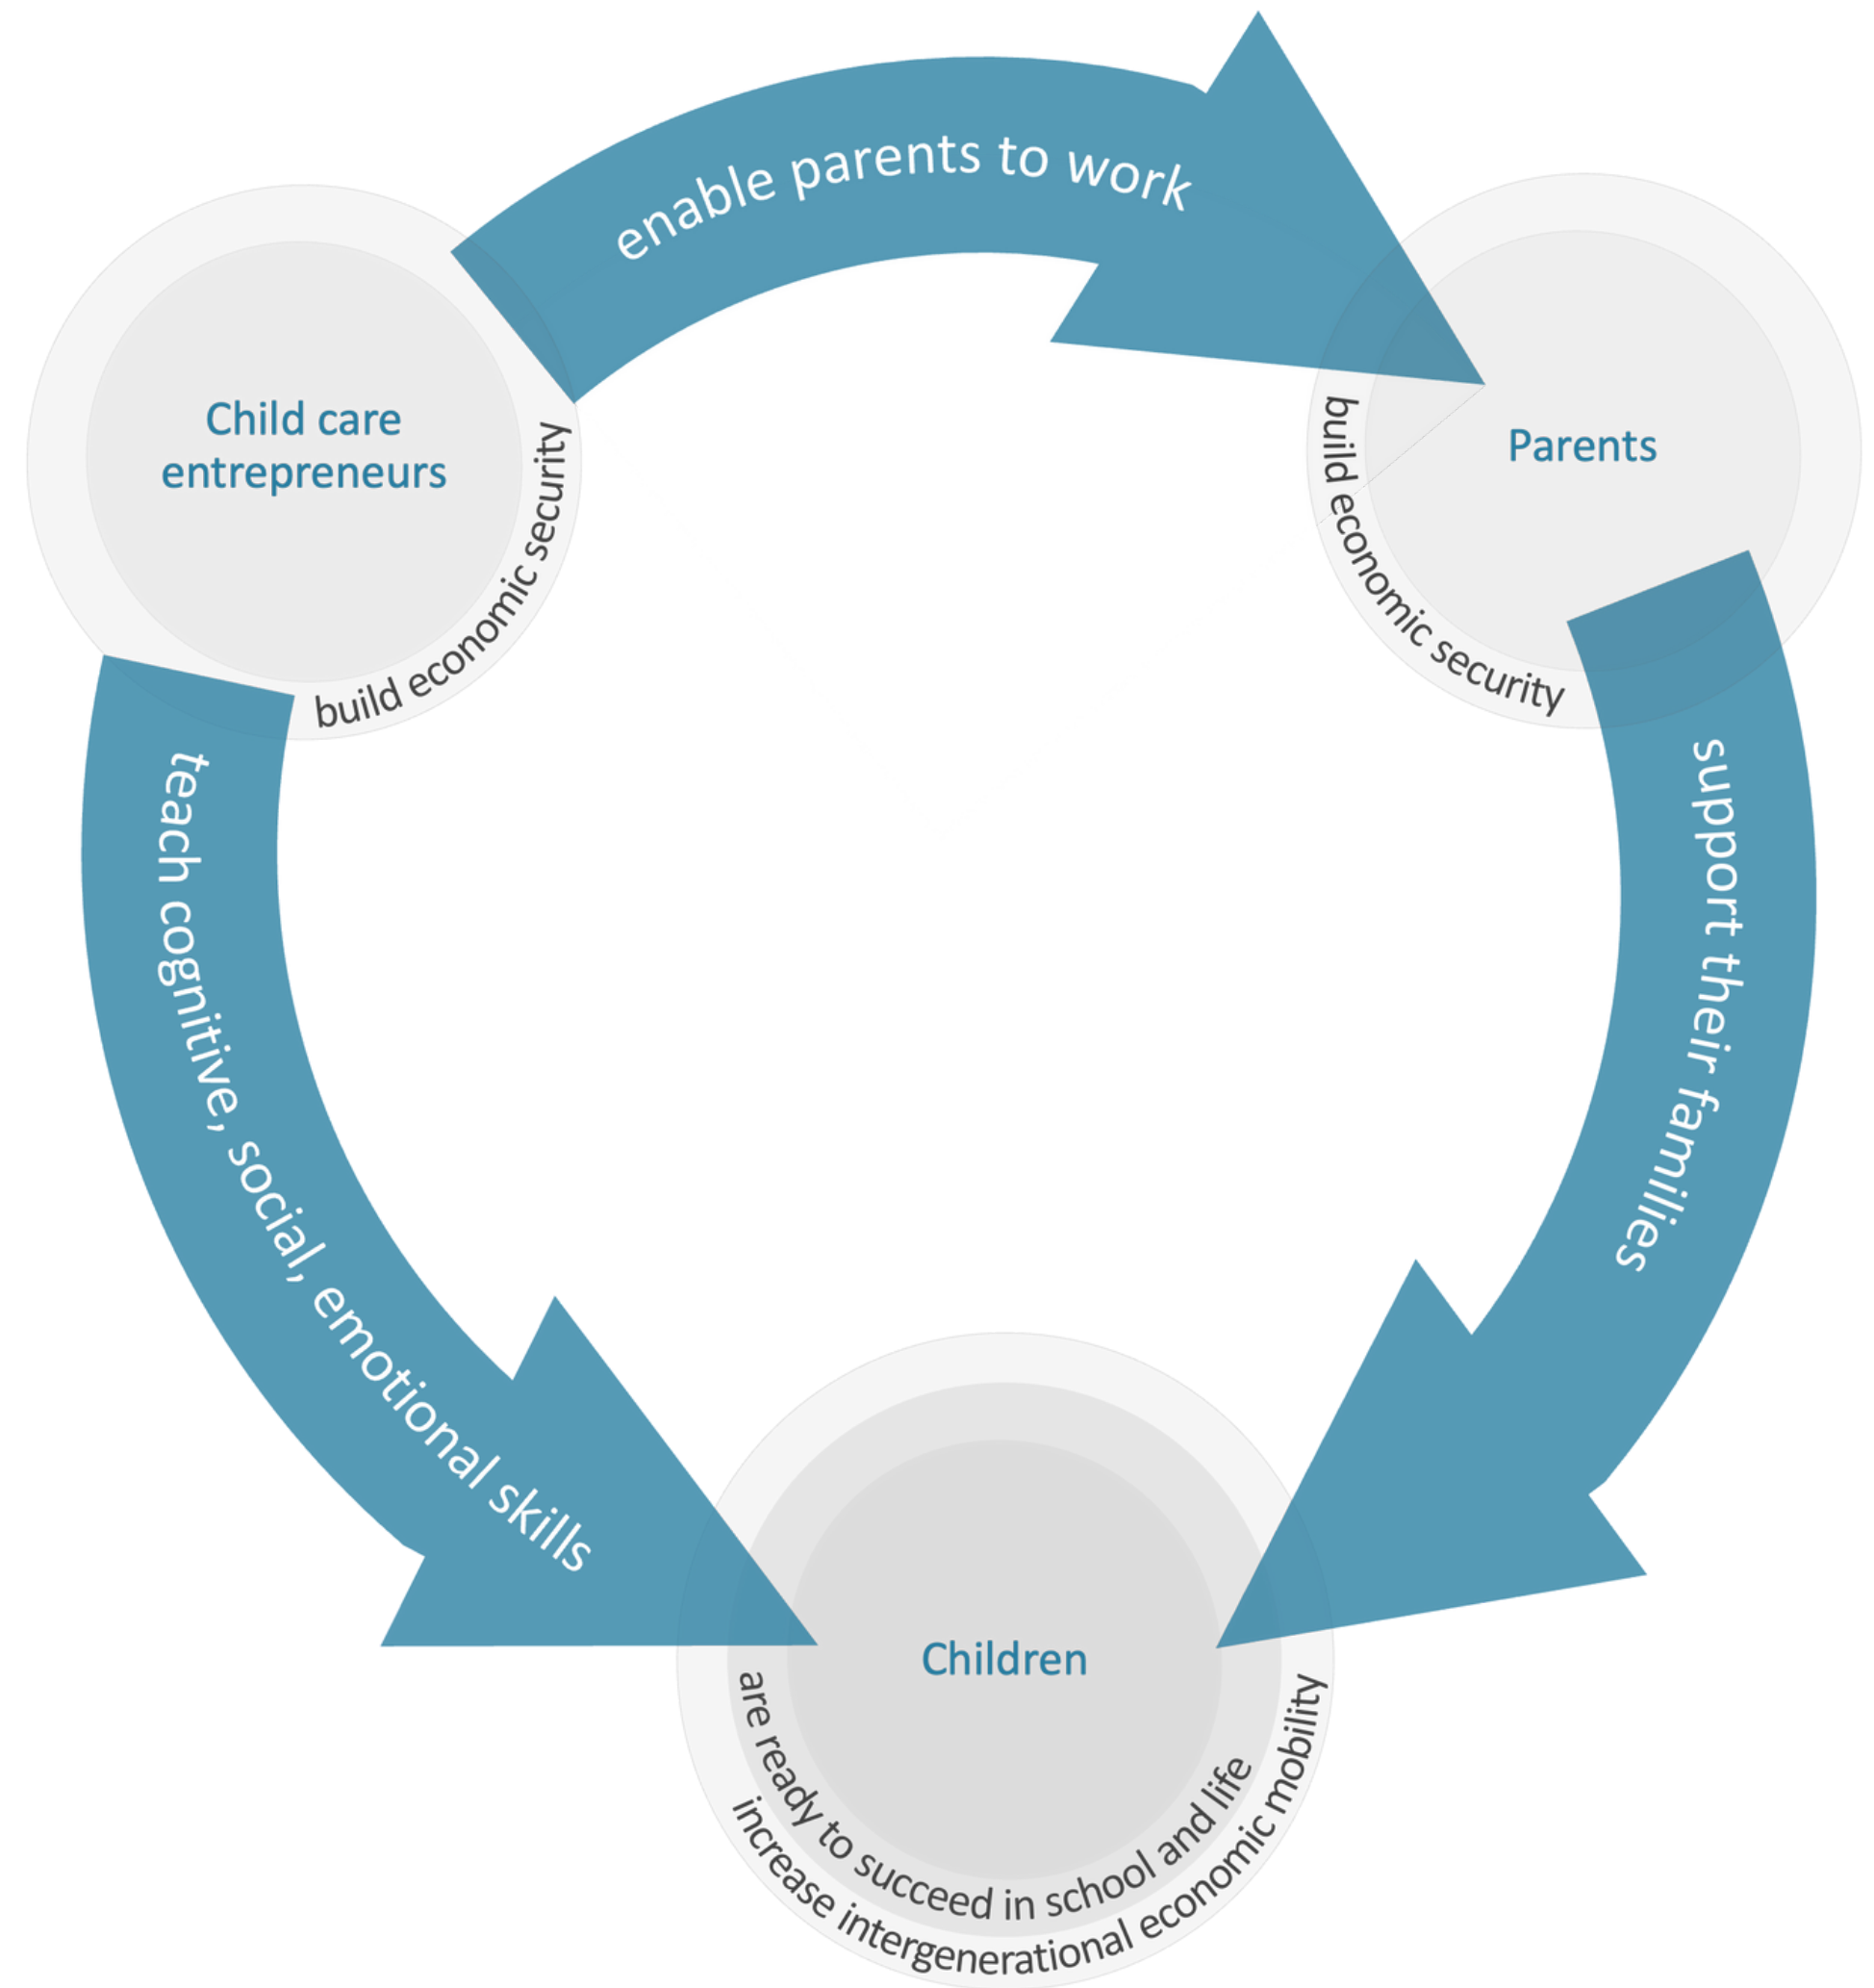 enable parents to work
Child care
entrepreneurs
build economic security
Parents
build economic security
teach cognitive, social, emotional skills
support their families
Children
are ready to succeed in school and life
increase intergenerational economic mobility